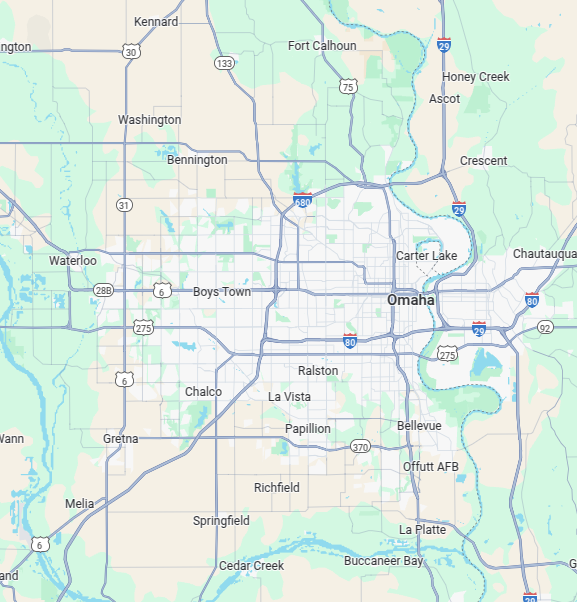 Kennard
ngton
30
Fort Calhoun
29
133
Honey Creek
75
Ascot
Washington
Bennington
Crescent
680
31
29
Carter Lake
Chautauqua
Waterloo
28B
6
Boys Town
Omaha
80
275
29
92
80
275
Ralston
6
Chalco
La Vista
Papillion
Bellevue
Gretna
Wann
370
Offutt AFB
Richfield
Melia
Springfield
La Platte
6
Buccaneer Bay
Cedar Creek
G
and
29